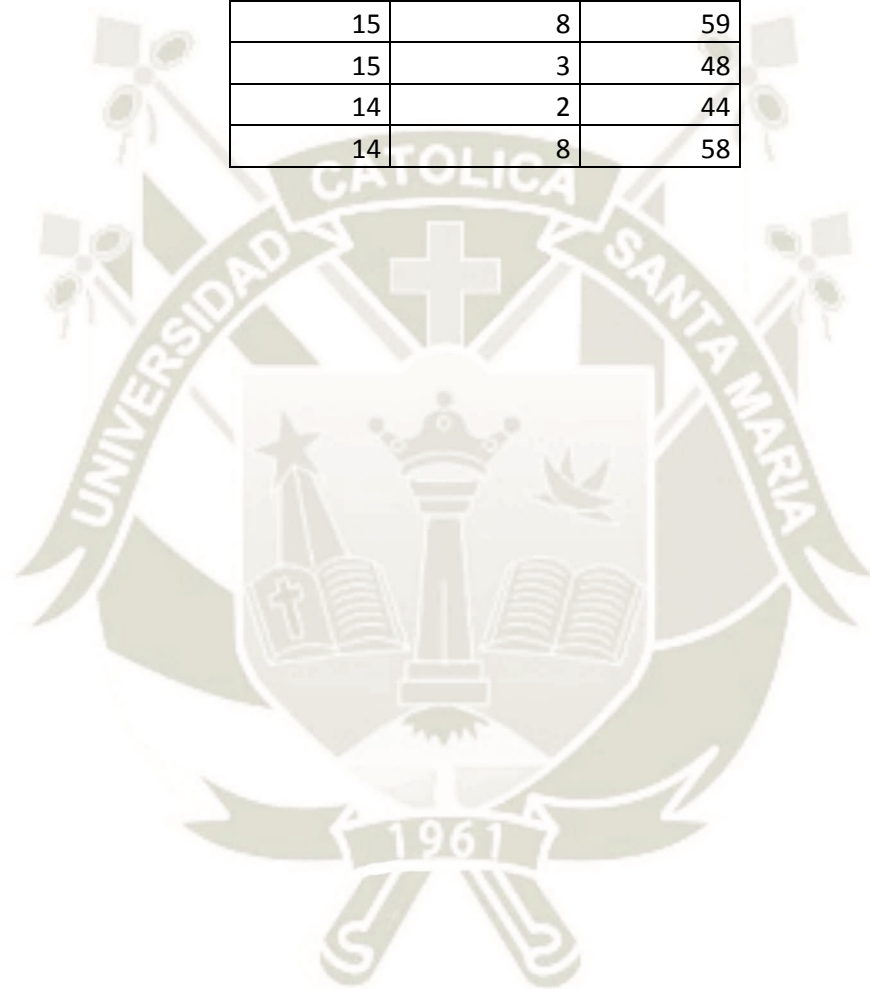 15 8 59
15 3 48
14 2 44
14 8 58
CATOLICA
UNIVERSIDAD
SANTA MARIA
1961